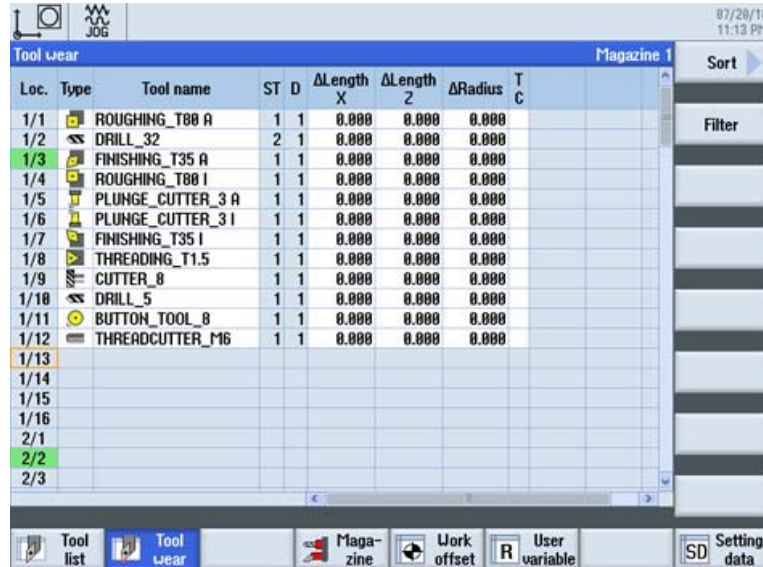 JOG
07/20/1
11:13 PM
Tool wear Magazine 1
Sort
Loc. Type Tool name ST D ΔLength X ΔLength Z ΔRadius T C
Filter
1/1 ROUGHING_T80 A 1 1 0.000 0.000 0.000
1/2 DRILL_32 2 1 0.000 0.000 0.000
1/3 FINISHING_T35 A 1 1 0.000 0.000 0.000
1/4 ROUGHING_T80 I 1 1 0.000 0.000 0.000
1/5 PLUNGE_CUTTER_3 A 1 1 0.000 0.000 0.000
1/6 PLUNGE_CUTTER_3 I 1 1 0.000 0.000 0.000
1/7 FINISHING_T35 I 1 1 0.000 0.000 0.000
1/8 THREADING_T1.5 1 1 0.000 0.000 0.000
1/9 CUTTER_8 1 1 0.000 0.000 0.000
1/10 DRILL_5 1 1 0.000 0.000 0.000
1/11 BUTTON_TOOL_8 1 1 0.000 0.000 0.000
1/12 THREADCUTTER_M6 1 1 0.000 0.000 0.000
1/13
1/14
1/15
1/16
2/1
2/2
2/3
Tool list Tool wear Maga-zine Work offset R User variable SD Setting data